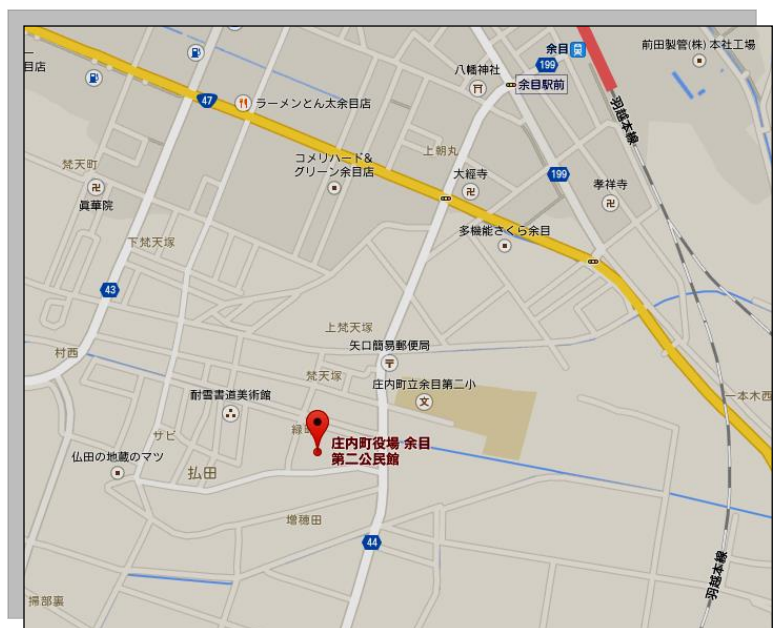 余目
199
前田製管(株) 本社工場
目店
八幡神社
余目駅前
47
ラーメンとん太余目店
羽越本線
梵天町
コメリハード&
グリーン余目店
上朝丸
大經寺
199
孝祥寺
眞華院
多機能さくら余目
下梵天塚
43
上梵天塚
村西
矢口簡易郵便局
梵天塚
庄内町立余目第二小
一本木西
耐雪書道美術館
文
サビ
庄内町役場 余目
第二公民館
仏田の地蔵のマツ
払田
増穂田
44
羽越本線
掃部裏